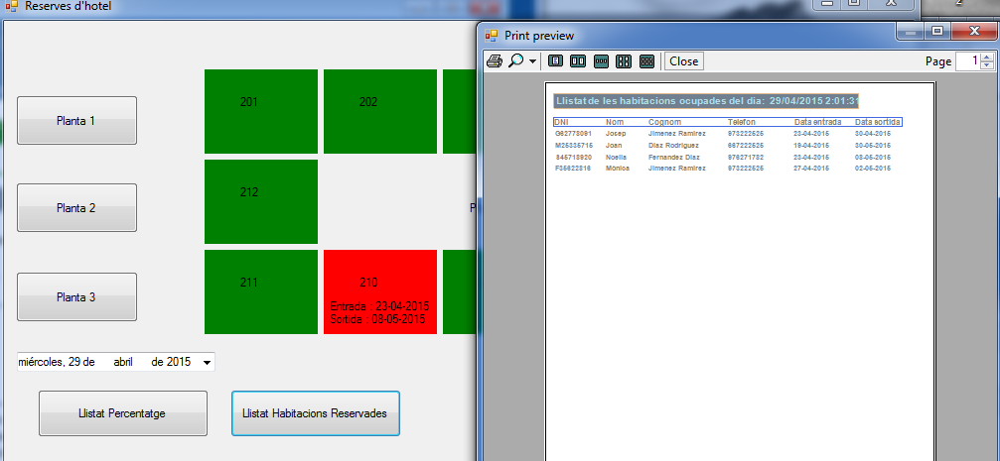 Reserves d'hotel
2
Planta 1
Planta 2
Planta 3
201
202
212
P
211
210
Entrada : 23-04-2015
Sortida : 08-05-2015
miércoles, 29 de abril de 2015
Llistat Percentatge
Llistat Habitacions Reservades
Print preview
Close
Page 1
Llistat de les habitacions ocupades del dia: 29/04/2015 2:01:31
DNI Nom Cognom Telefon Data entrada Data sortida
G62778091 Josep Jimenez Ramirez 973222525 23-04-2015 30-04-2015
M25335715 Joan Diaz Rodriguez 667222525 19-04-2015 30-04-2015
845713920 Noelia Fernandez Diaz 976271732 23-04-2015 08-05-2015
F35622816 Mònica Jimenez Ramirez 973222525 27-04-2015 02-05-2015